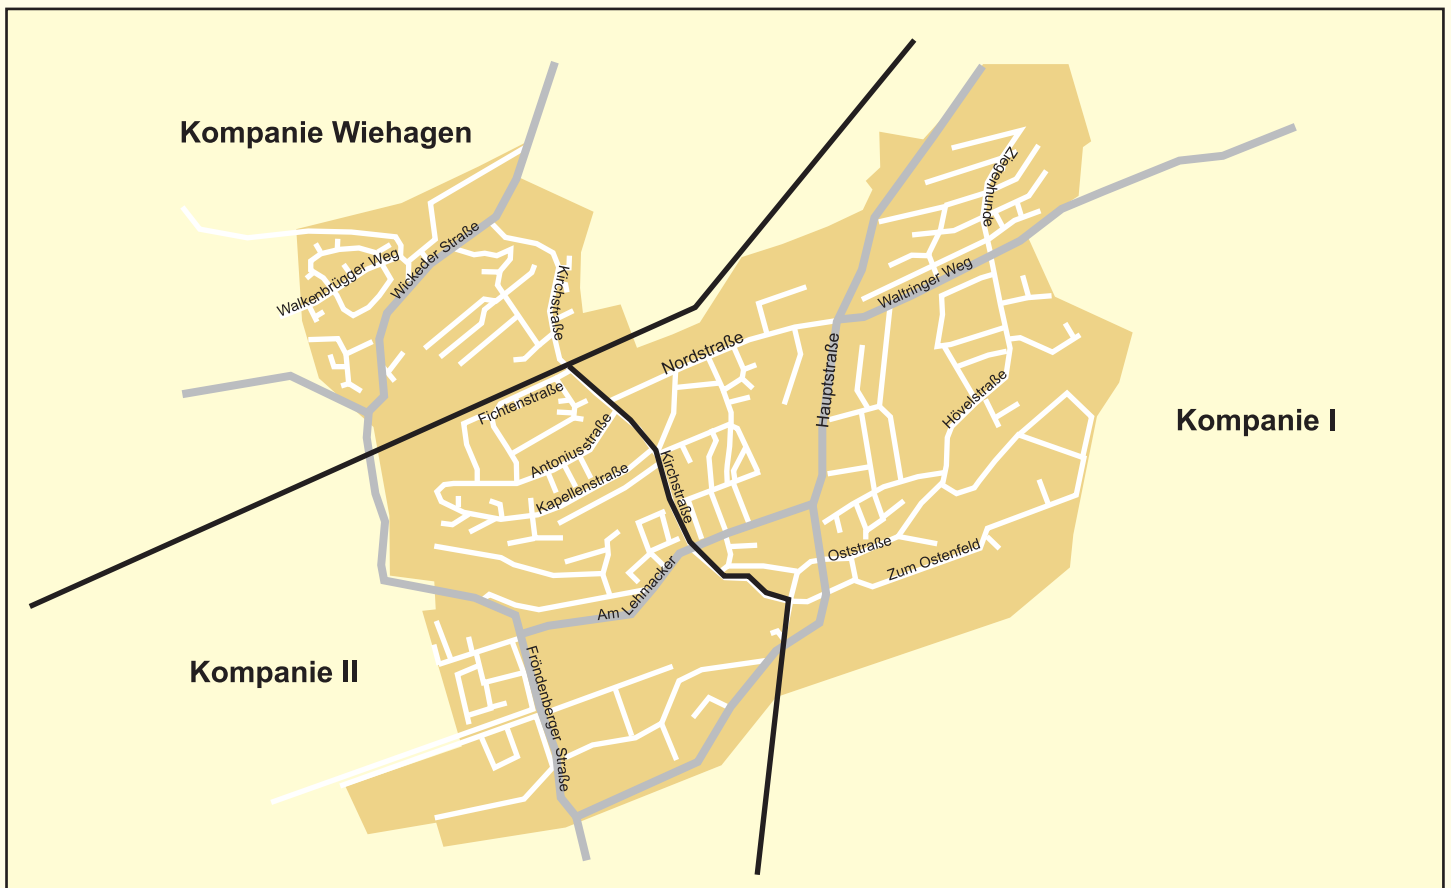 Kompanie Wiehagen
Ziegenhunde
Wickeder Straße
Walkenbrügger Weg
Kirchstraße
Waltringer Weg
Nordstraße
Hauptstraße
Fichtenstraße
Hövelstraße
Kompanie I
Antoniusstraße
Kapellenstraße
Kirchstraße
Oststraße
Zum Ostenfeld
Am Lehmacker
Kompanie II
Fröndenberger Straße